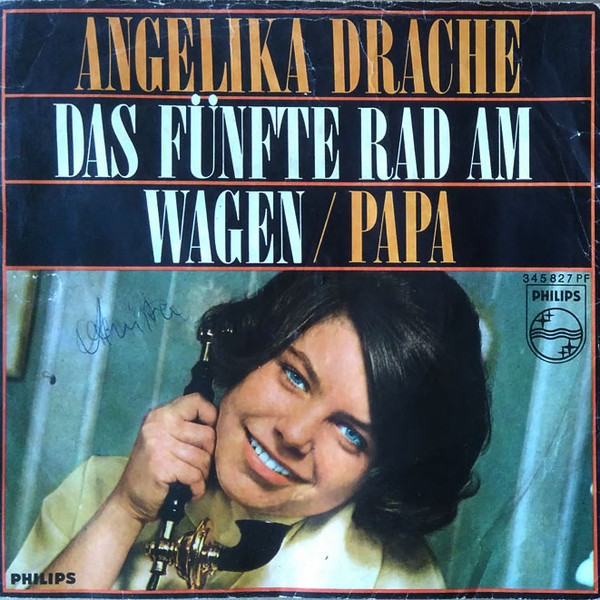 ANGELIKA DRACHE
DAS FÜNFTE RAD AM
WAGEN / PAPA
345 827 PF
PHILIPS
PHILIPS